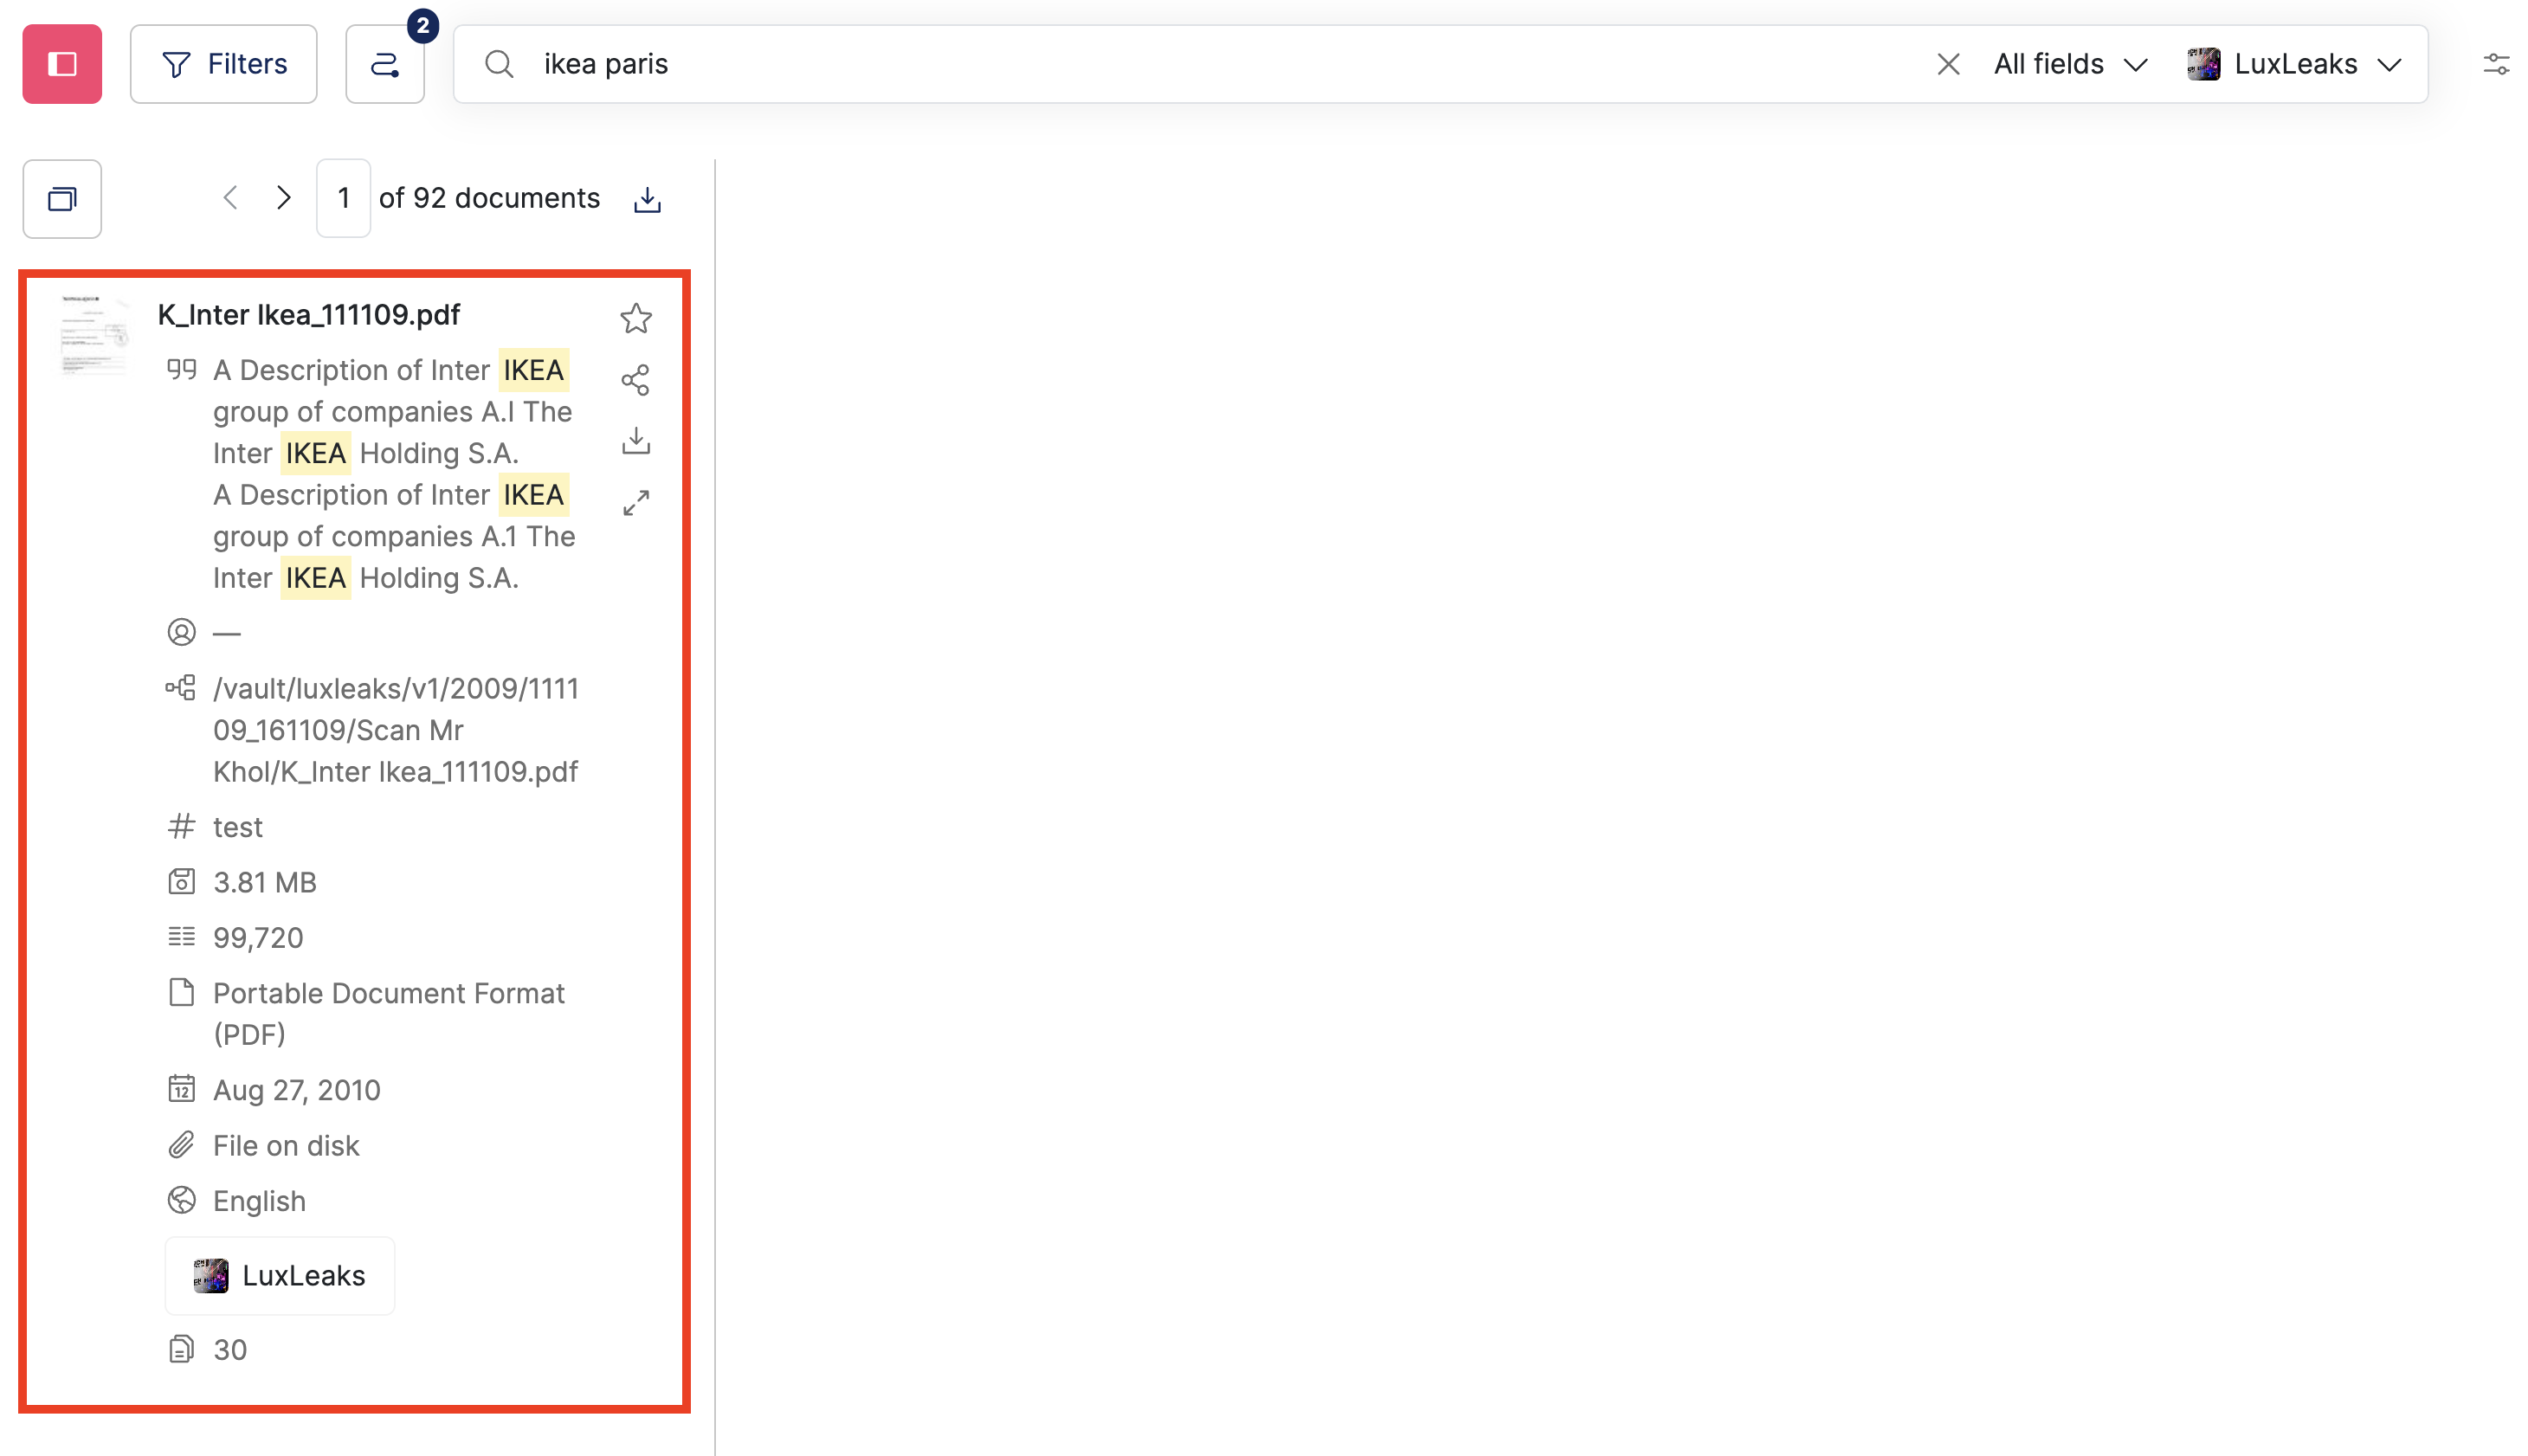 2
Filters
ikea paris
All fields
LuxLeaks
1 of 92 documents
K_Inter Ikea_111109.pdf
A Description of Inter IKEA
group of companies A.I The
Inter IKEA Holding S.A.
A Description of Inter IKEA
group of companies A.1 The
Inter IKEA Holding S.A.
—
/vault/luxleaks/v1/2009/1111
09_161109/Scan Mr
Khol/K_Inter Ikea_111109.pdf
test
3.81 MB
99,720
Portable Document Format
(PDF)
12
Aug 27, 2010
File on disk
English
LuxLeaks
30